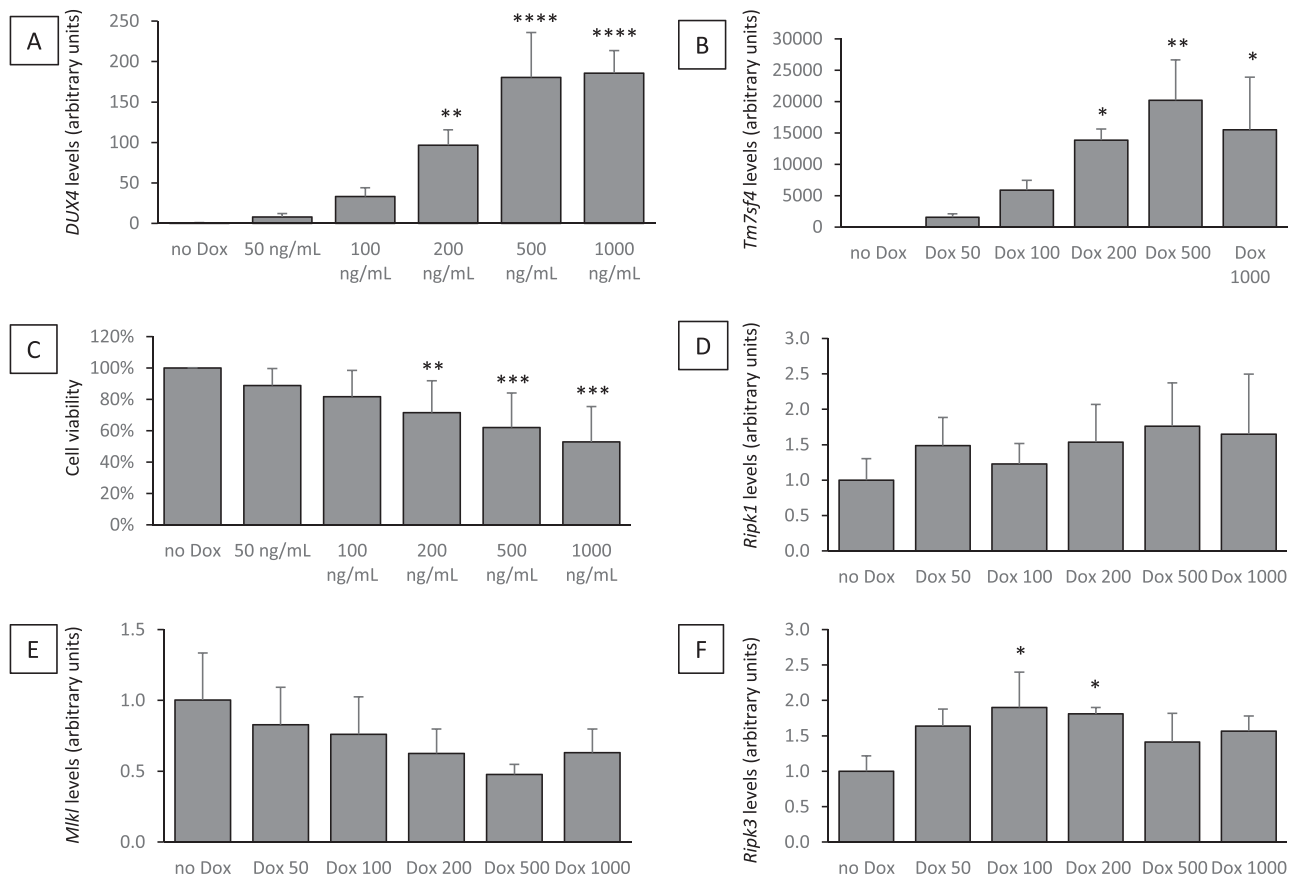 A
DUX4 levels (arbitrary units)
250
200
150
100
50
0
**
****
****
no Dox
50 ng/mL
100
ng/mL
200
ng/mL
500
ng/mL
1000
ng/mL
B
Tm7sf4 levels (arbitrary units)
30000
25000
20000
15000
10000
5000
0
*
**
*
no Dox
Dox 50
Dox 100
Dox 200
Dox 500
Dox
1000
C
Cell viability
120%
100%
80%
60%
40%
20%
0%
**
***
***
no Dox
50 ng/mL
100
ng/mL
200
ng/mL
500
ng/mL
1000
ng/mL
D
Ripk1 levels (arbitrary units)
3.0
2.5
2.0
1.5
1.0
0.5
0.0
no Dox
Dox 50
Dox 100
Dox 200
Dox 500
Dox 1000
E
Mlkl levels (arbitrary units)
1.5
1.0
0.5
0.0
no Dox
Dox 50
Dox 100
Dox 200
Dox 500
Dox 1000
F
Ripk3 levels (arbitrary units)
3.0
2.5
2.0
1.5
1.0
0.5
0.0
*
*
no Dox
Dox 50
Dox 100
Dox 200
Dox 500
Dox 1000